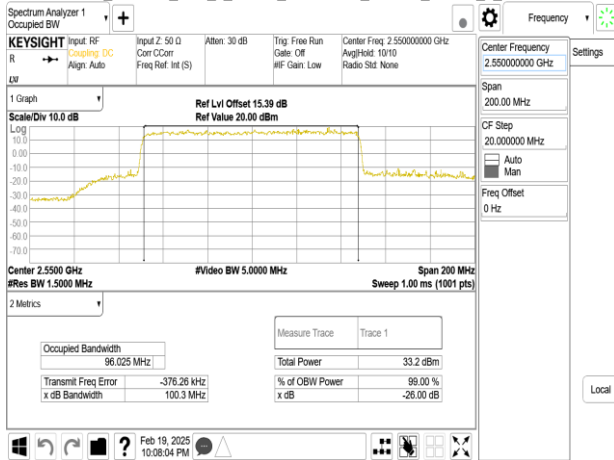 Spectrum Analyzer 1
Occupied BW
+
Frequency
KEYSIGHT
R
LXI
Input: RF
Coupling: DC
Align: Auto
Input Z: 50 Ω
Corr CCorr
Freq Ref: Int (S)
Atten: 30 dB
Trig: Free Run
Gate: Off
#IF Gain: Low
Center Freq: 2.550000000 GHz
Avg|Hold: 10/10
Radio Std: None
Center Frequency
2.550000000 GHz
Settings
Span
200.00 MHz
CF Step
20.000000 MHz
Auto
Man
Freq Offset
0 Hz
Local
1 Graph
Scale/Div 10.0 dB
Ref Lvl Offset 15.39 dB
Ref Value 20.00 dBm
Log
10.0
0.00
-10.0
-20.0
-30.0
-40.0
-50.0
-60.0
-70.0
Center 2.5500 GHz
#Video BW 5.0000 MHz
Span 200 MHz
#Res BW 1.5000 MHz
Sweep 1.00 ms (1001 pts)
2 Metrics
Measure Trace
Trace 1
Occupied Bandwidth
96.025 MHz
Total Power
33.2 dBm
Transmit Freq Error
-376.26 kHz
% of OBW Power
99.00 %
x dB Bandwidth
100.3 MHz
x dB
-26.00 dB
?
Feb 19, 2025
10:08:04 PM